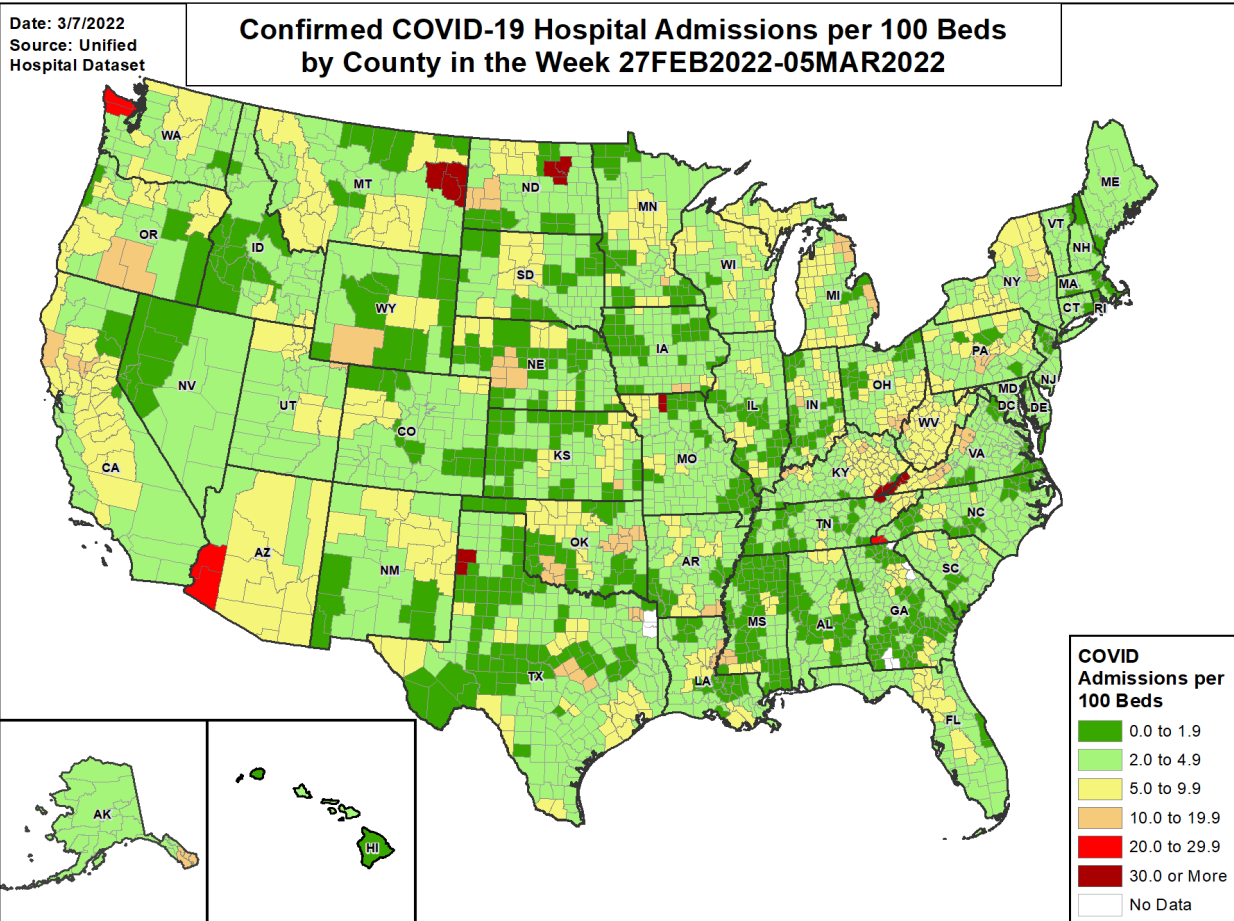 Date: 3/7/2022
Source: Unified
Hospital Dataset
Confirmed COVID-19 Hospital Admissions per 100 Beds
by County in the Week 27FEB2022-05MAR2022
WA
MT
ND
MN
ME
OR
ID
SD
WI
VT
NH
NY
MA
CT
RI
WY
MI
IA
NE
PA
NJ
NV
UT
CO
IL
IN
OH
MD
DC
DE
WV
CA
KS
MO
KY
VA
AZ
NM
OK
AR
TN
NC
SC
MS
AL
GA
TX
LA
FL
AK
HI
COVID
Admissions per
100 Beds
0.0 to 1.9
2.0 to 4.9
5.0 to 9.9
10.0 to 19.9
20.0 to 29.9
30.0 or More
No Data